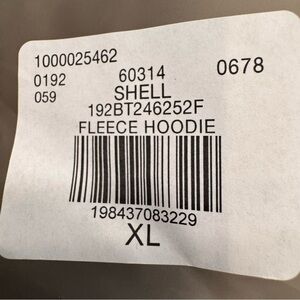 1000025462
0192 60314 0678
059 SHELL
192BT246252F
FLEECE HOODIE
198437083229
XL